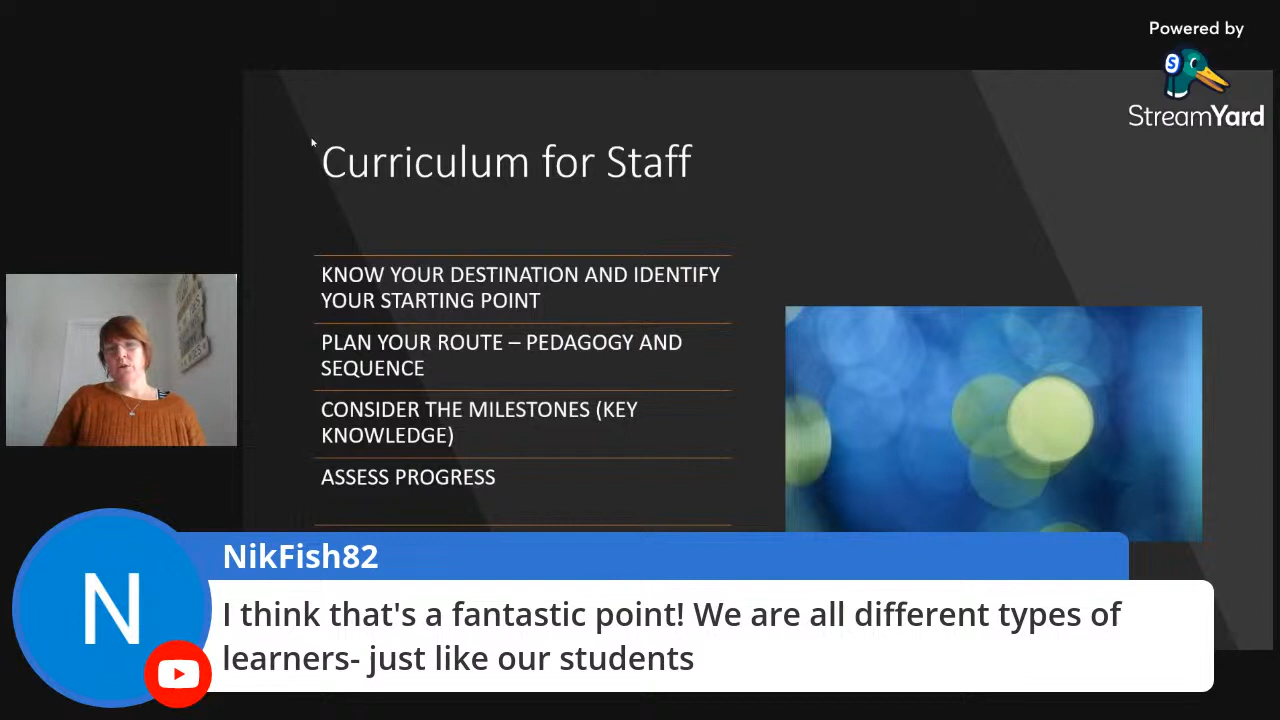 Powered by
StreamYard
Curriculum for Staff
KNOW YOUR DESTINATION AND IDENTIFY
YOUR STARTING POINT
PLAN YOUR ROUTE – PEDAGOGY AND
SEQUENCE
CONSIDER THE MILESTONES (KEY
KNOWLEDGE)
ASSESS PROGRESS
N
NikFish82
I think that's a fantastic point! We are all different types of
learners- just like our students